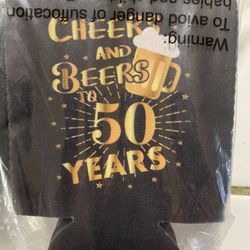 Warning:
To avoid danger of suffocation,
CHEERS
AND
BEERS
TO
50
YEARS